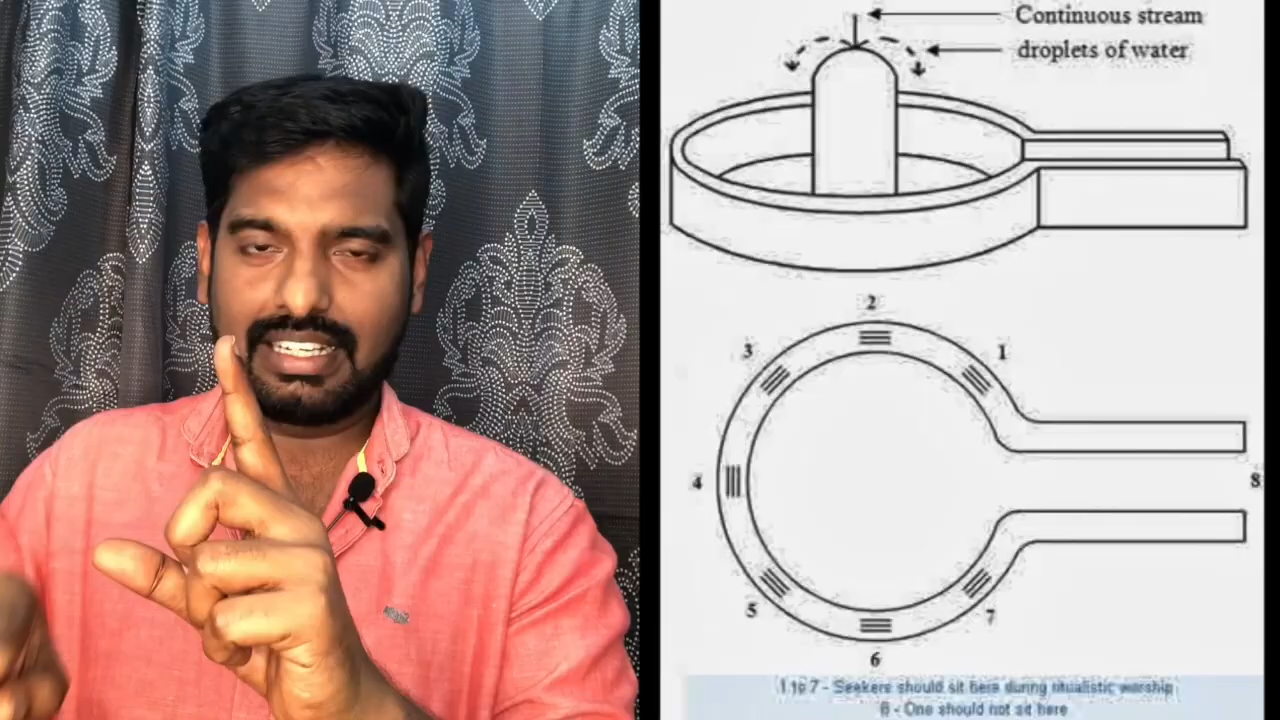 Continuous stream
droplets of water
2
3
1
4
8
5
7
6
1 to 7 - Seekers should sit here during ritualistic worship
8 - One should not sit here